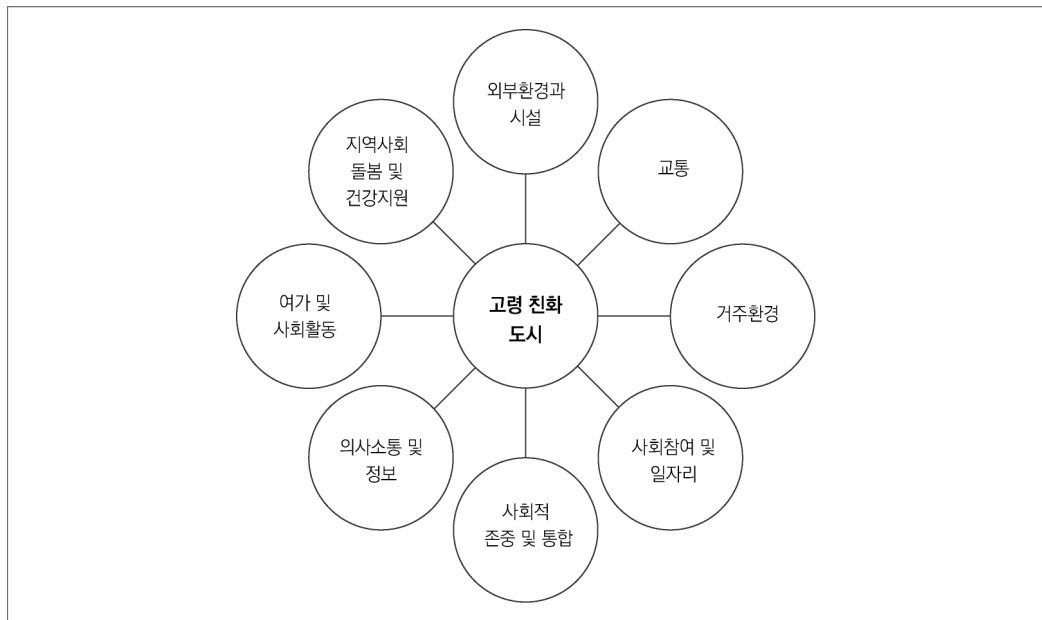 외부환경과
시설
교통
거주환경
사회참여 및
일자리
사회적
존중 및 통합
의사소통 및
정보
여가 및
사회활동
지역사회
돌봄 및
건강지원
고령 친화
도시